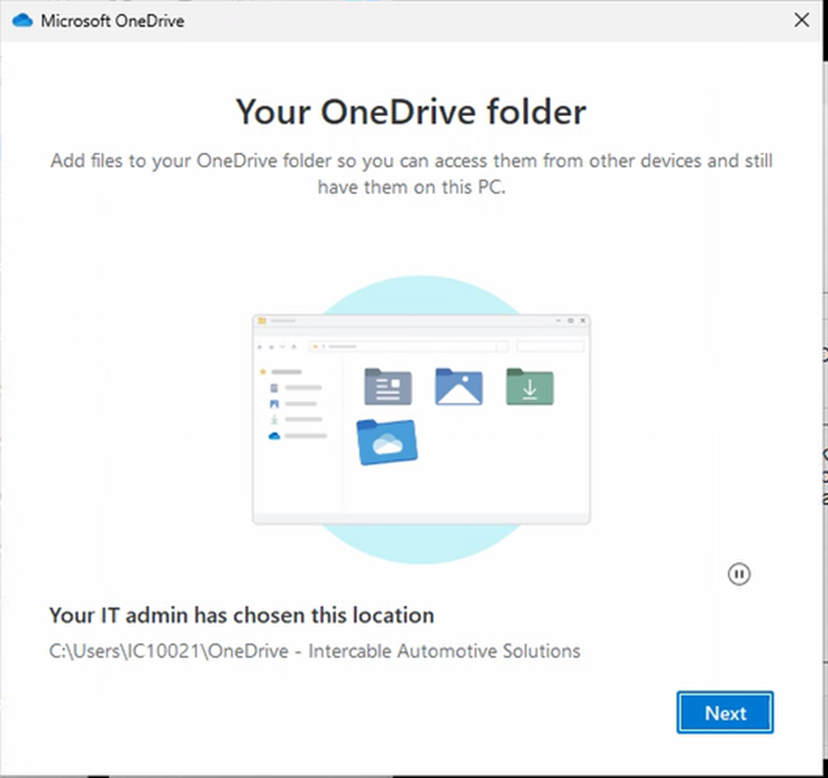 Microsoft OneDrive
Your OneDrive folder
Add files to your OneDrive folder so you can access them from other devices and still
have them on this PC.
Your IT admin has chosen this location
C:\Users\IC10021\OneDrive - Intercable Automotive Solutions
Next